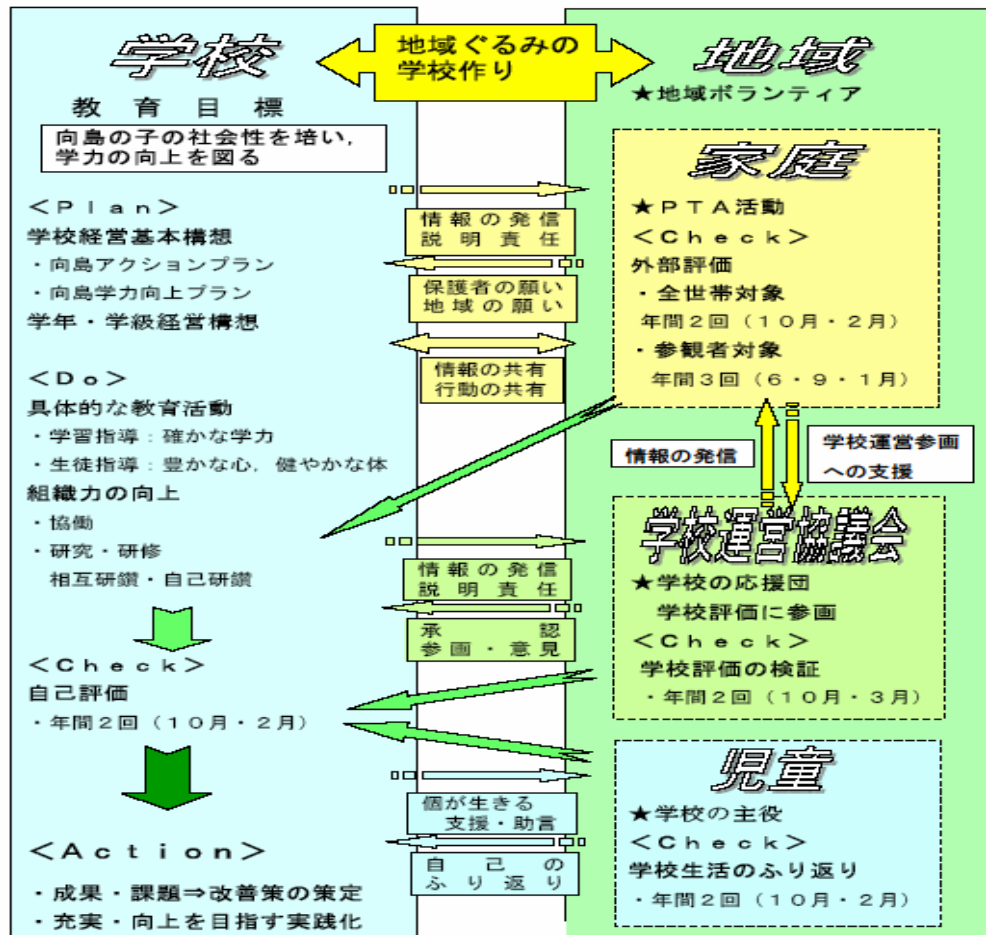 学校
教育目標
向島の子の社会性を培い，
学力の向上を図る
＜Ｐｌａｎ＞
学校経営基本構想
・向島アクションプラン
・向島学力向上プラン
学年・学級経営構想
＜Ｄｏ＞
具体的な教育活動
・学習指導：確かな学力
・生徒指導：豊かな心，健やかな体
組織力の向上
・協働
・研究・研修
相互研鑽・自己研鑽
＜Ｃｈｅｃｋ＞
自己評価
・年間２回（１０月・２月）
＜Ａｃｔｉｏｎ＞
・成果・課題⇒改善策の策定
・充実・向上を目指す実践化
地域ぐるみの
学校作り
情報の発信
説明責任
保護者の願い
地域の願い
情報の共有
行動の共有
情報の発信
説明責任
承認
参画・意見
個が生きる
支援・助言
自己の
ふり返り
地域
★地域ボランティア
家庭
★ＰＴＡ活動
＜Ｃｈｅｃｋ＞
外部評価
・全世帯対象
年間２回（１０月・２月）
・参観者対象
年間３回（６・９・１月）
情報の発信
学校運営参画
への支援
学校運営協議会
★学校の応援団
学校評価に参画
＜Ｃｈｅｃｋ＞
学校評価の検証
・年間２回（１０月・３月）
児童
★学校の主役
＜Ｃｈｅｃｋ＞
学校生活のふり返り
・年間２回（１０月・２月）